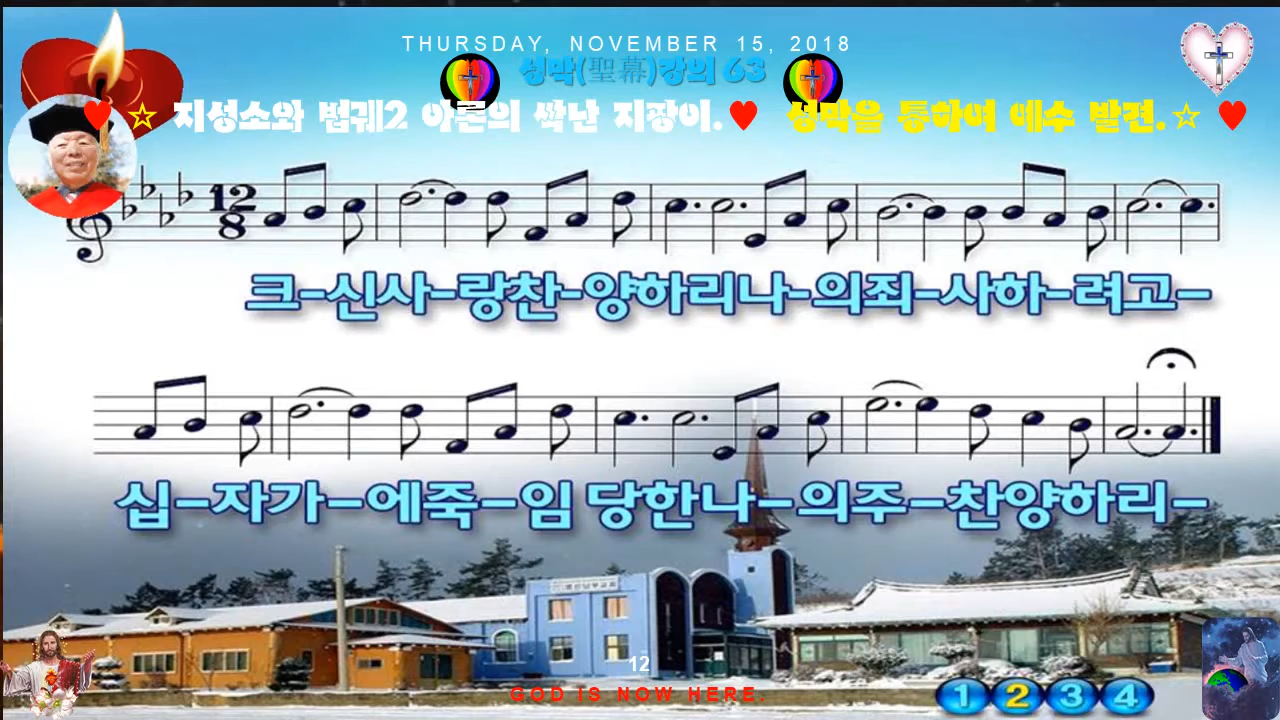 THURSDAY, NOVEMBER 15, 2018
성막(聖幕)강의 63
♥ ☆ 지성소와 법궤2 아론의 싹난 지팡이.♥ 성막을 통하여 예수 발견.☆ ♥
12
8
크-신사-랑찬-양하리나-의죄-사하-려고-
십-자가-에죽-임 당한나-의주-찬양하리-
12
GOD IS NOW HERE.
1 2 3 4